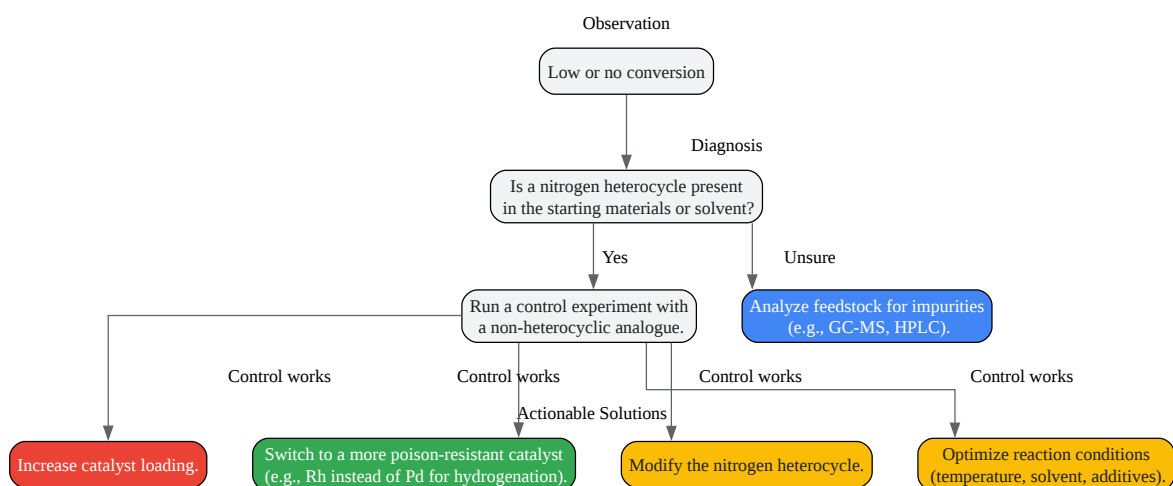 Observation
Low or no conversion
Diagnosis
Is a nitrogen heterocycle present
in the starting materials or solvent?
Yes
Unsure
Run a control experiment with
a non-heterocyclic analogue.
Analyze feedstock for impurities
(e.g., GC-MS, HPLC).
Control works
Control works
Control works
Control works
Actionable Solutions
Increase catalyst loading.
Switch to a more poison-resistant catalyst
(e.g., Rh instead of Pd for hydrogenation).
Modify the nitrogen heterocycle.
Optimize reaction conditions
(temperature, solvent, additives).